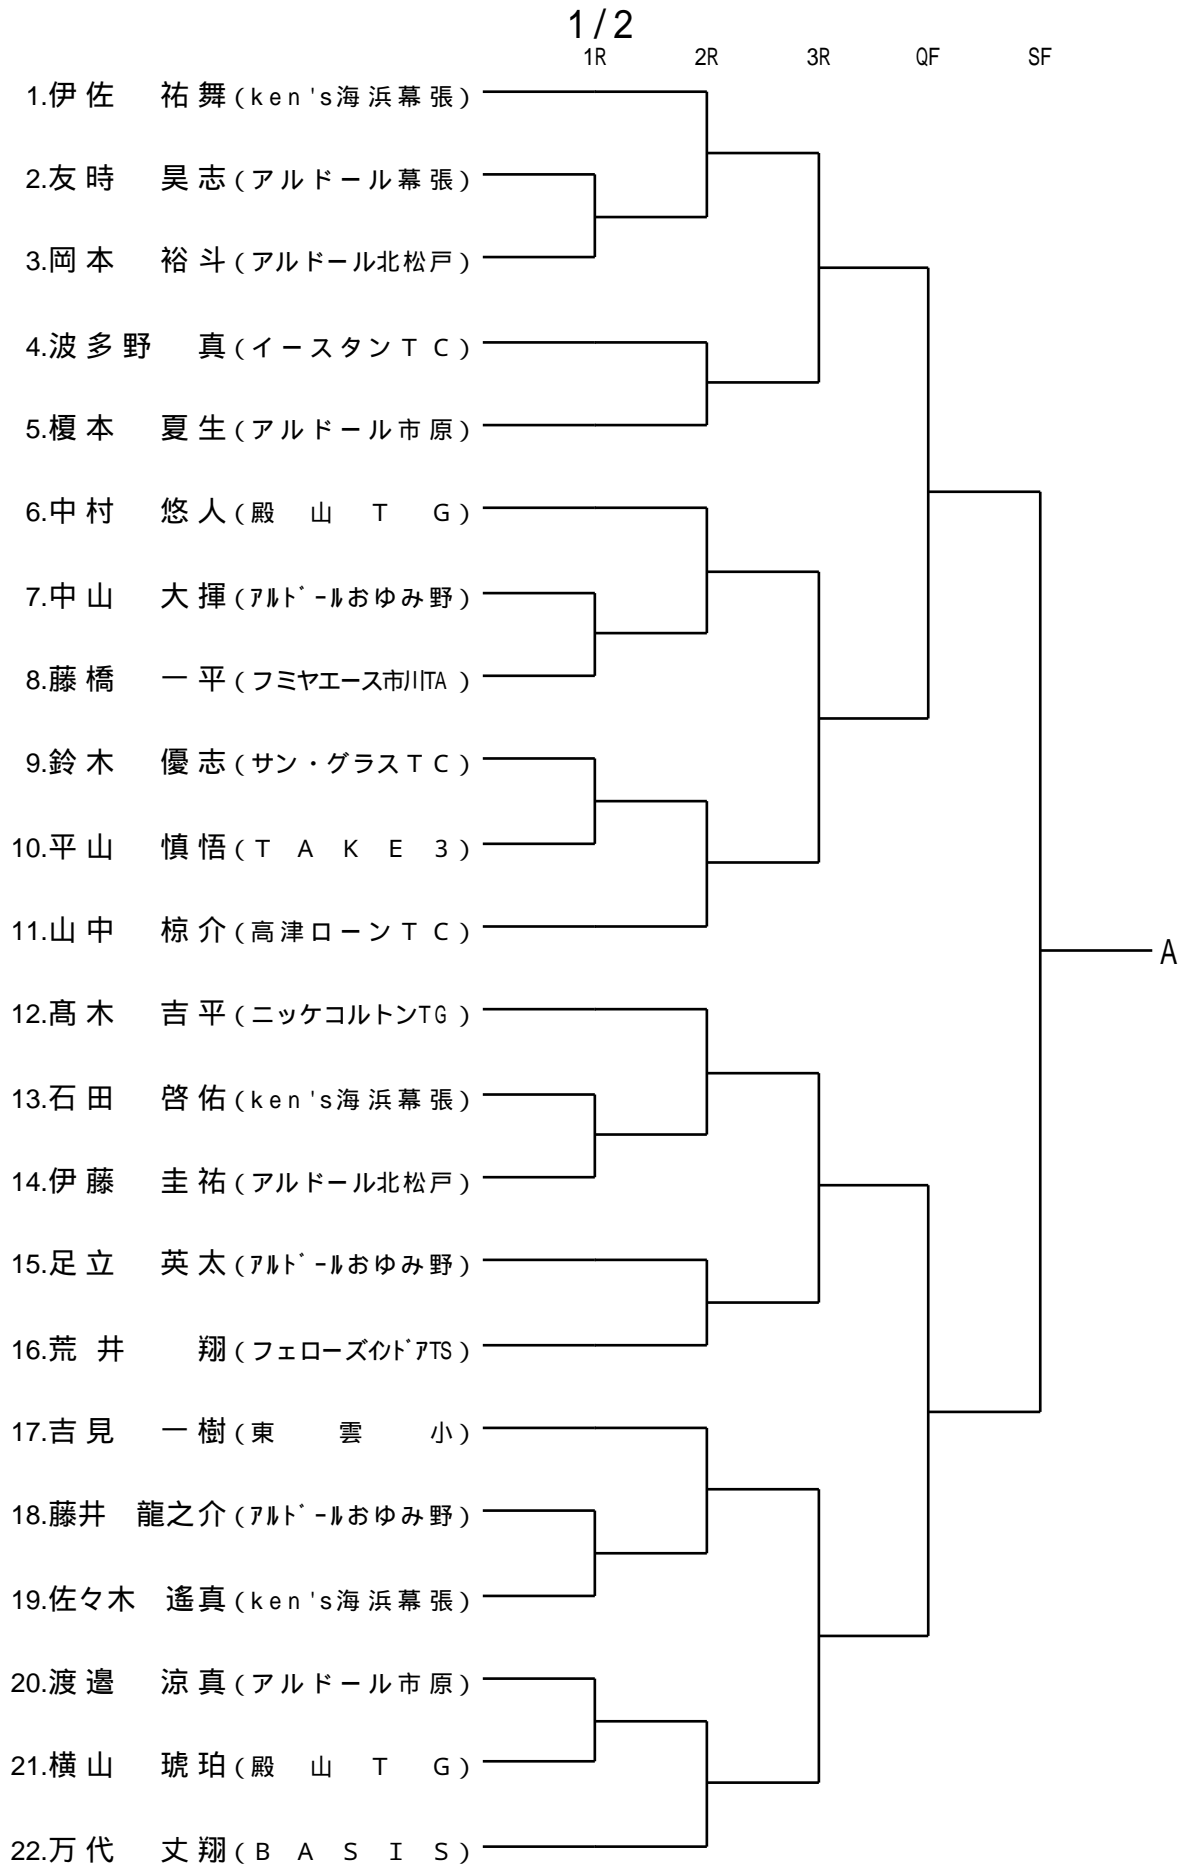 1/2
1R 2R 3R QF SF
1.伊佐 祐舞(ken's海浜幕張)
2.友時 昊志(アルドール幕張)
3.岡本 裕斗(アルドール北松戸)
4.波多野 真(イースタンTC)
5.榎本 夏生(アルドール市原)
6.中村 悠人(殿山TG)
7.中山 大揮(ｱﾙﾄﾞｰﾙおゆみ野)
8.藤橋 一平(フミヤエース市川TA)
9.鈴木 優志(サン・グラスTC)
10.平山 慎悟(TAKE3)
11.山中 椋介(高津ローンTC)
A
12.髙木 吉平(ニッケコルトンTG)
13.石田 啓佑(ken's海浜幕張)
14.伊藤 圭祐(アルドール北松戸)
15.足立 英太(ｱﾙﾄﾞｰﾙおゆみ野)
16.荒井 翔(フェローズｲﾝﾄﾞｱTS)
17.吉見 一樹(東雲小)
18.藤井 龍之介(ｱﾙﾄﾞｰﾙおゆみ野)
19.佐々木 遙真(ken's海浜幕張)
20.渡邉 涼真(アルドール市原)
21.横山 琥珀(殿山TG)
22.万代 丈翔(BASIS)